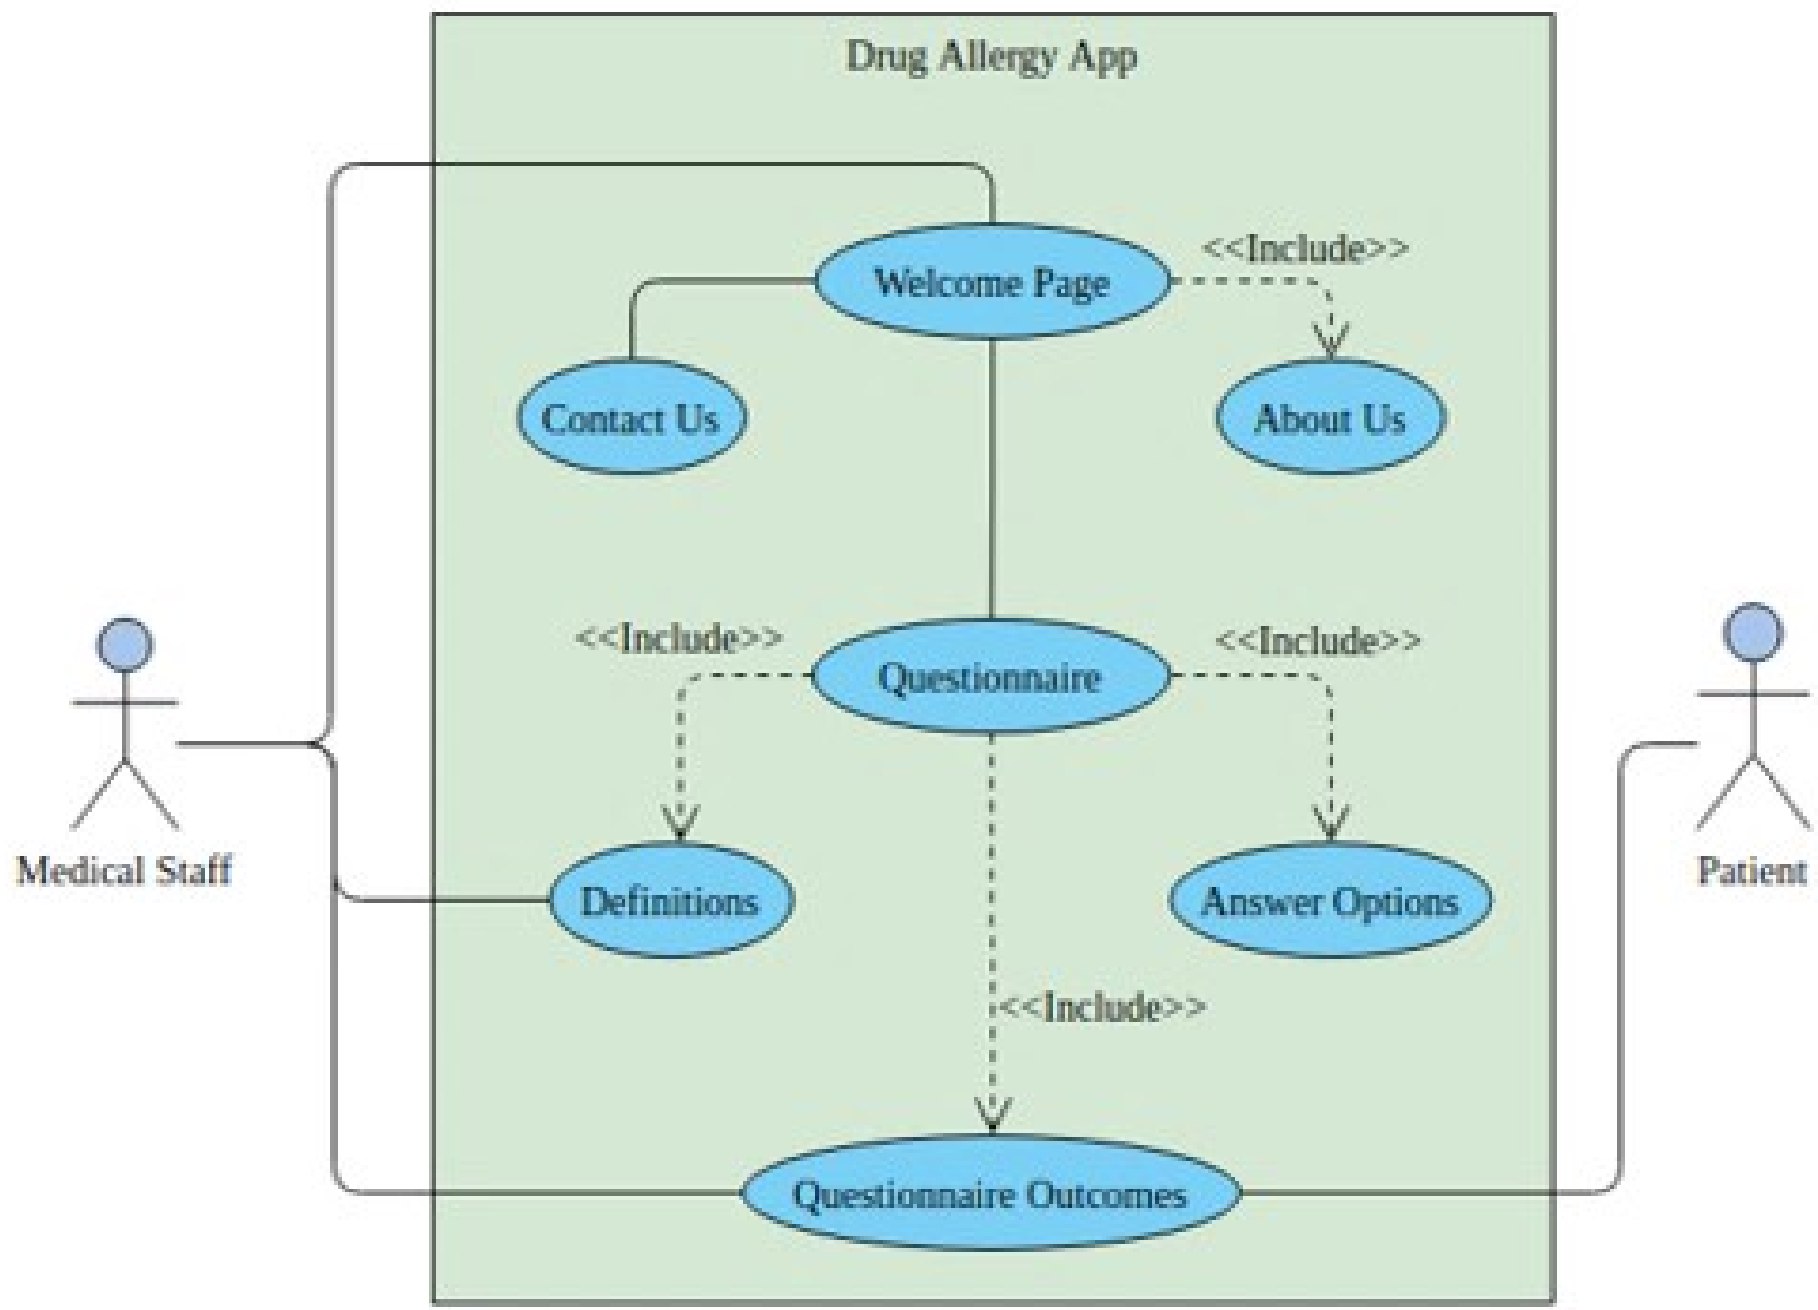 Drug Allergy App
<<Include>>
Welcome Page
Contact Us
About Us
<<Include>>
<<Include>>
Questionnaire
Medical Staff
Patient
Definitions
Answer Options
<<Include>>
Questionnaire Outcomes